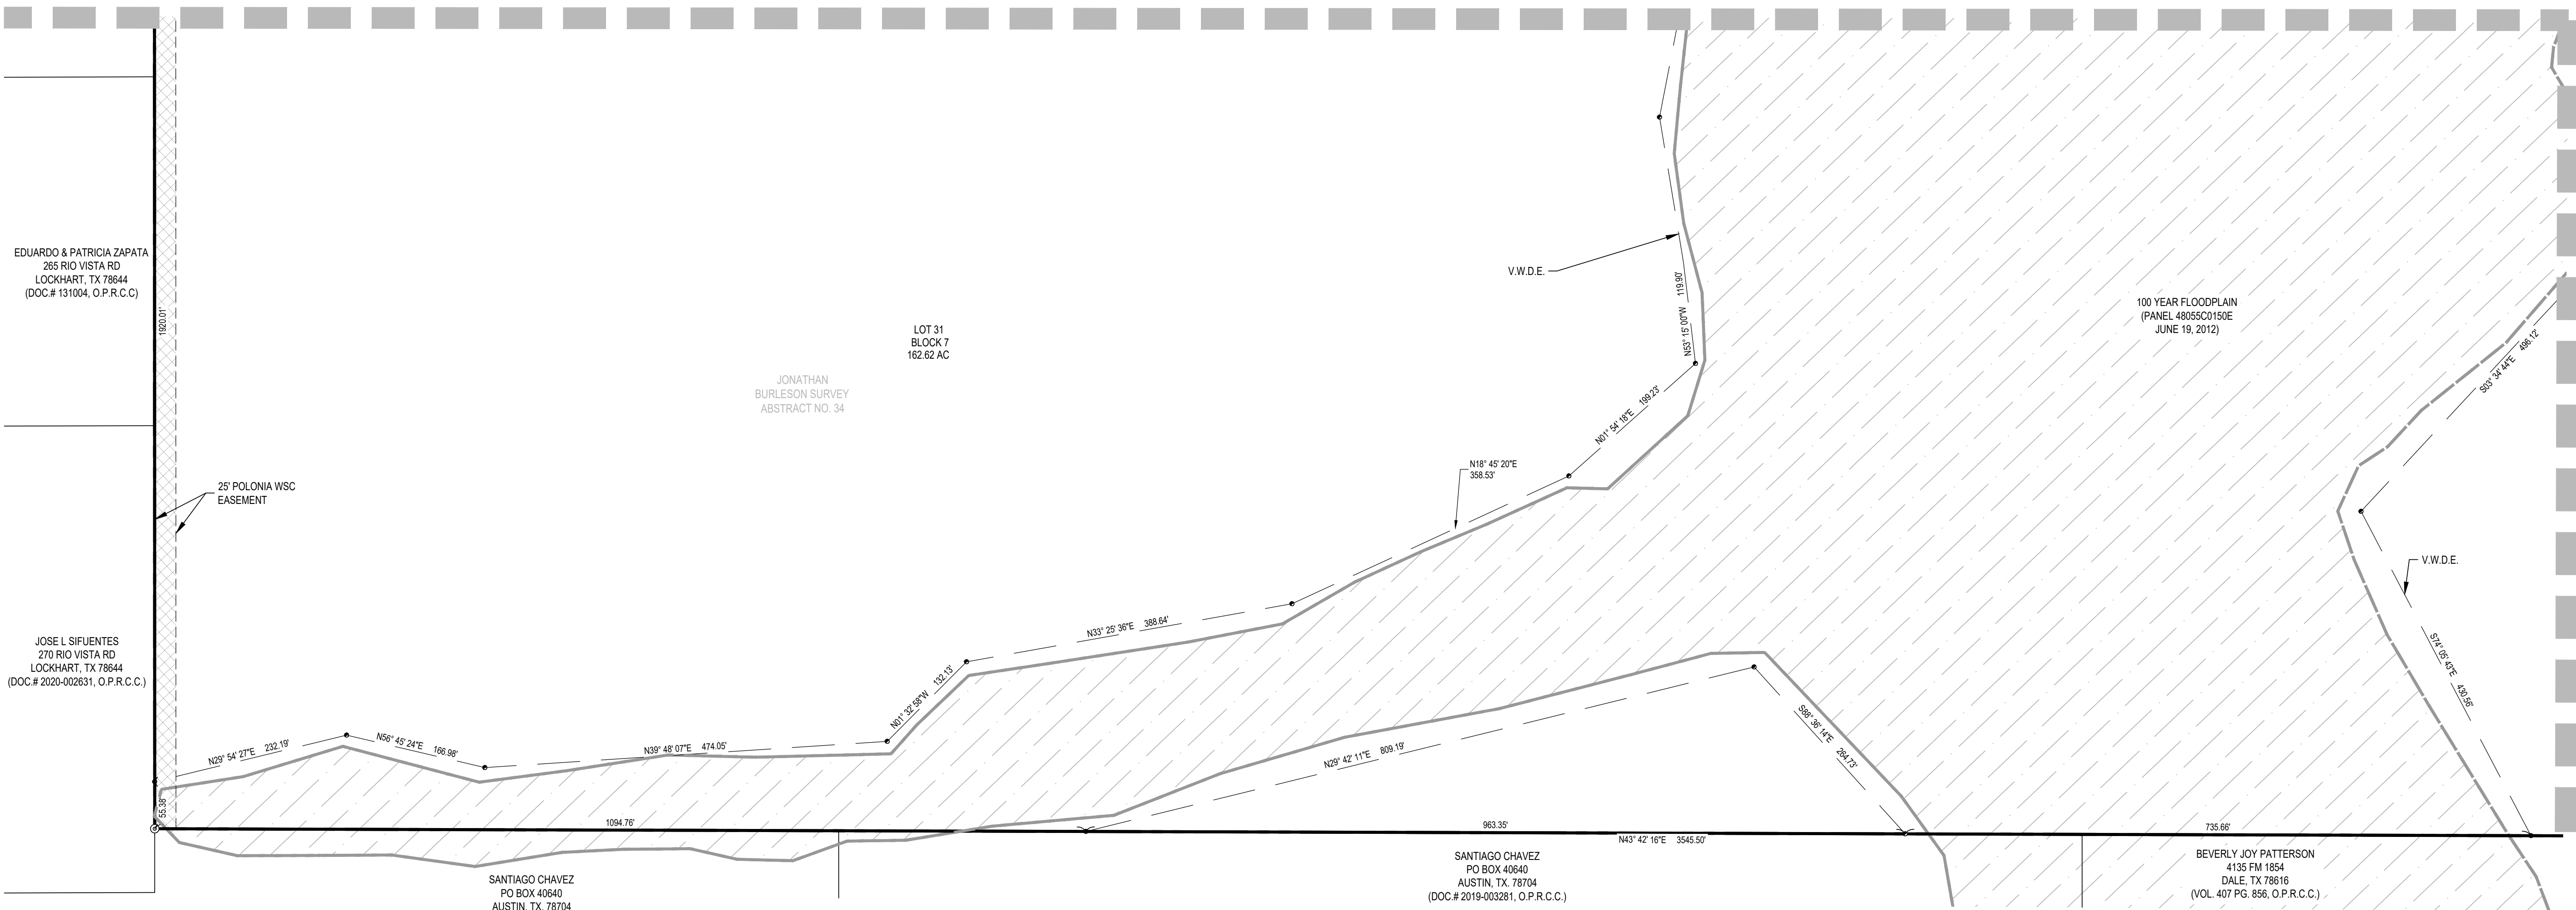 EDUARDO & PATRICIA ZAPATA
265 RIO VISTA RD
LOCKHART, TX 78644
(DOC.# 131004, O.P.R.C.C)
1920.01'
LOT 31
BLOCK 7
162.62 AC
JONATHAN
BURLESON SURVEY
ABSTRACT NO. 34
V.W.D.E.
N53° 15' 00"W 119.90'
100 YEAR FLOODPLAIN
(PANEL 48055C0150E
JUNE 19, 2012)
S03° 34' 44"E 496.12'
N01° 54' 18"E 199.23'
N18° 45' 20"E
358.53'
25' POLONIA WSC
EASEMENT
V.W.D.E.
JOSE L SIFUENTES
270 RIO VISTA RD
LOCKHART, TX 78644
(DOC.# 2020-002631, O.P.R.C.C.)
N33° 25' 36"E 388.64'
N01° 32' 58"W 132.13'
S74° 05' 43"E 430.56'
N29° 54' 27"E 232.19'
N56° 45' 24"E 166.98'
N39° 48' 07"E 474.05'
N29° 42' 11"E 809.19'
S88° 36' 14"E 264.73'
55.38'
1094.76'
963.35'
735.66'
N43° 42' 16"E 3545.50'
SANTIAGO CHAVEZ
PO BOX 40640
AUSTIN, TX. 78704
SANTIAGO CHAVEZ
PO BOX 40640
AUSTIN, TX. 78704
(DOC.# 2019-003281, O.P.R.C.C.)
BEVERLY JOY PATTERSON
4135 FM 1854
DALE, TX 78616
(VOL. 407 PG. 856, O.P.R.C.C.)